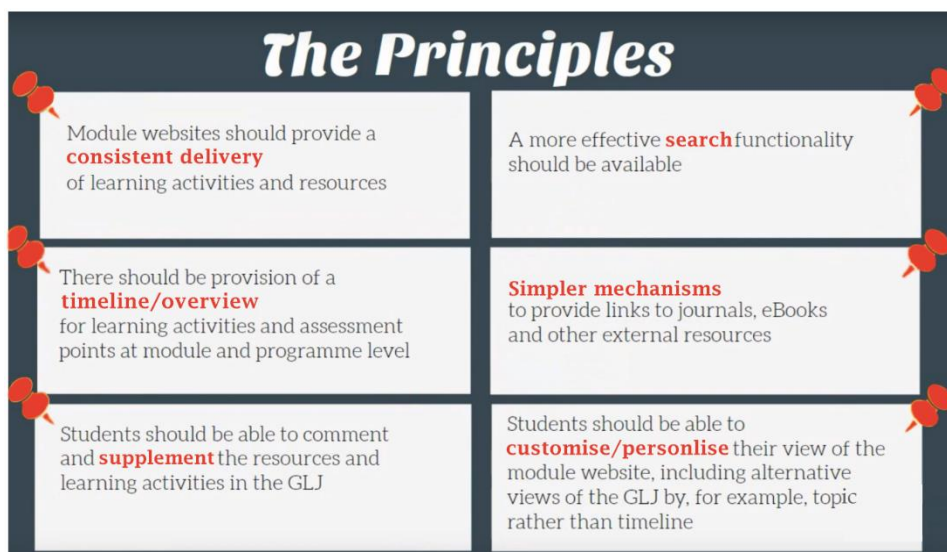 The Principles
Module websites should provide a
consistent delivery
of learning activities and resources
A more effective search functionality
should be available
There should be provision of a
timeline/overview
for learning activities and assessment
points at module and programme level
Simpler mechanisms
to provide links to journals, eBooks
and other external resources
Students should be able to comment
and supplement the resources and
learning activities in the GLJ
Students should be able to
customise/personlise their view of the
module website, including alternative
views of the GLJ by, for example, topic
rather than timeline